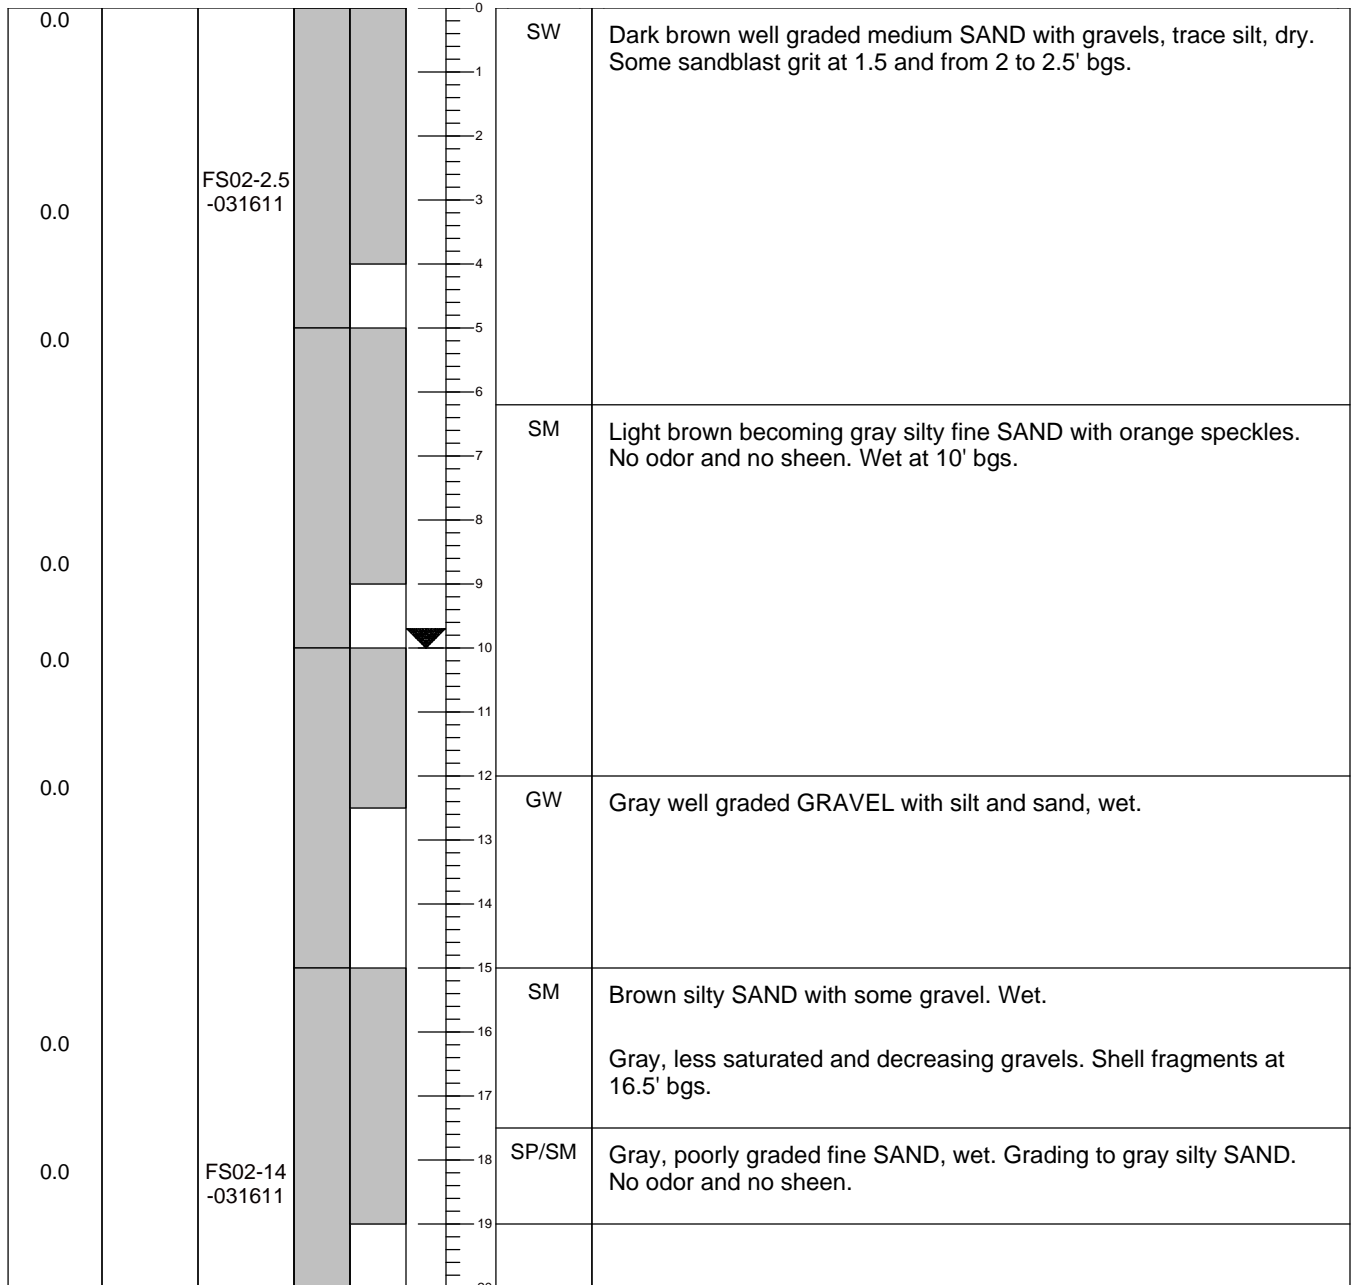 0.0
0
SW
Dark brown well graded medium SAND with gravels, trace silt, dry.
Some sandblast grit at 1.5 and from 2 to 2.5' bgs.
1
2
FS02-2.5
-031611
0.0
3
4
5
0.0
6
SM
Light brown becoming gray silty fine SAND with orange speckles.
No odor and no sheen. Wet at 10' bgs.
7
8
0.0
9
10
0.0
11
12
0.0
GW
Gray well graded GRAVEL with silt and sand, wet.
13
14
15
SM
Brown silty SAND with some gravel. Wet.
16
0.0
Gray, less saturated and decreasing gravels. Shell fragments at
16.5' bgs.
17
SP/SM
Gray, poorly graded fine SAND, wet. Grading to gray silty SAND.
No odor and no sheen.
18
0.0
FS02-14
-031611
19